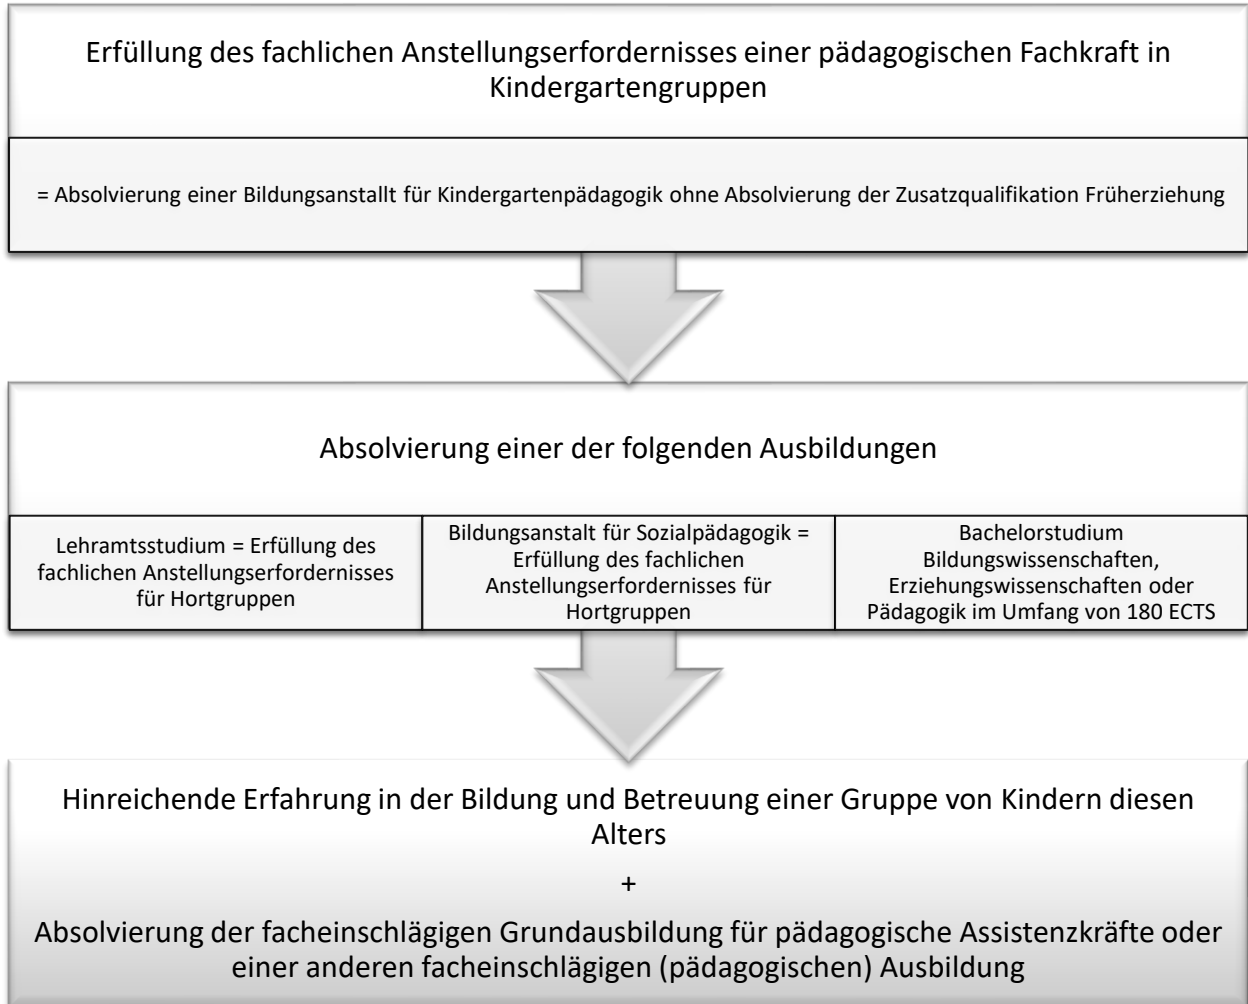 Erfüllung des fachlichen Anstellungserfordernisses einer pädagogischen Fachkraft in
Kindergartengruppen
= Absolvierung einer Bildungsanstallt für Kindergartenpädagogik ohne Absolvierung der Zusatzqualifikation Früherziehung
Absolvierung einer der folgenden Ausbildungen
Lehramtsstudium = Erfüllung des
fachlichen Anstellungserfordernisses
für Hortgruppen
Bildungsanstalt für Sozialpädagogik =
Erfüllung des fachlichen
Anstellungserfordernisses für
Hortgruppen
Bachelorstudium
Bildungswissenschaften,
Erziehungswissenschaften oder
Pädagogik im Umfang von 180 ECTS
Hinreichende Erfahrung in der Bildung und Betreuung einer Gruppe von Kindern diesen
Alters
+
Absolvierung der facheinschlägigen Grundausbildung für pädagogische Assistenzkräfte oder
einer anderen facheinschlägigen (pädagogischen) Ausbildung